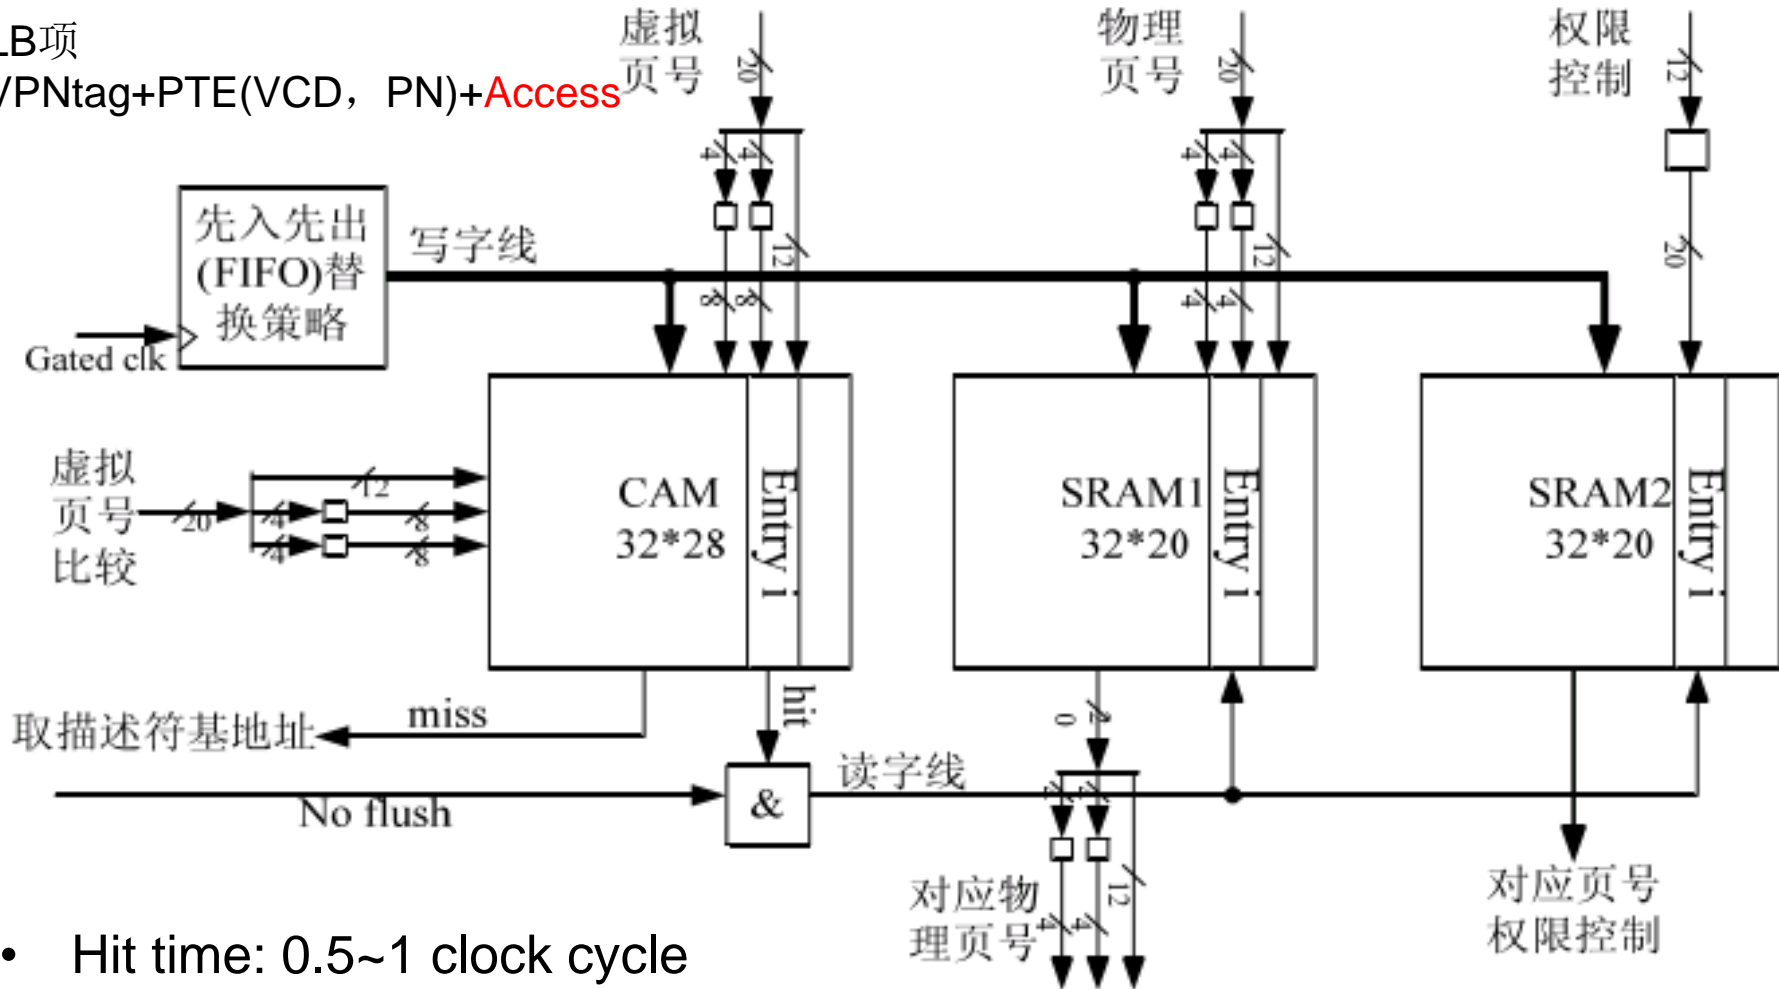 LB项
VPNtag+PTE(VCD，PN)+Access
虚拟
页号
20
物理
页号
20
权限
控制
12
4
4
4
4
先入先出
(FIFO)替
换策略
写字线
12
12
20
8
8
4
4
Gated clk
虚拟
页号
比较
20
12
4
8
4
8
CAM
32*28
Entry i
SRAM1
32*20
Entry i
SRAM2
32*20
Entry i
取描述符基地址
miss
hit
20
No flush
&
读字线
对应物
理页号
4
4
12
对应页号
权限控制
• Hit time: 0.5~1 clock cycle